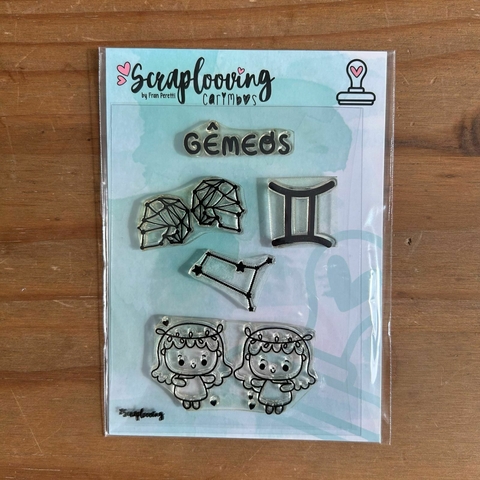 Scraplooving
by Fran Peretti
carimbos
GÊMEOS
Scraplooving